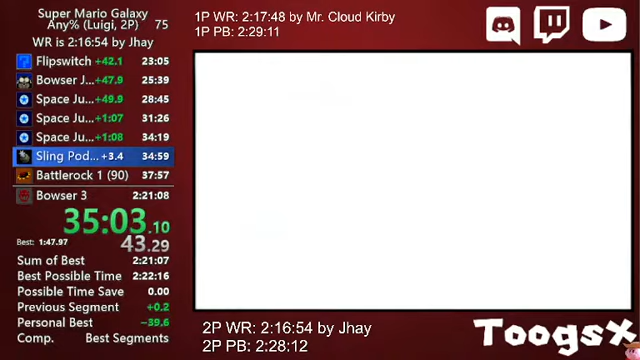 Super Mario Galaxy
Any% (Luigi, 2P) 75
WR is 2:16:54 by Jhay
Flipswitch +42.1 23:05
Bowser J... +47.9 25:39
Space Ju... +49.9 28:45
Space Ju... +1:07 31:26
Space Ju... +1:08 34:19
Sling Pod... +3.4 34:59
Battlerock 1 (90) 37:57
Bowser 3 2:21:08
35:03.10
Best: 1:47.97 43.29
Sum of Best 2:21:07
Best Possible Time 2:22:16
Possible Time Save 0.00
Previous Segment +0.2
Personal Best -39.6
Comp. Best Segments
1P WR: 2:17:48 by Mr. Cloud Kirby
1P PB: 2:29:11
2P WR: 2:16:54 by Jhay
2P PB: 2:28:12
ToogsX